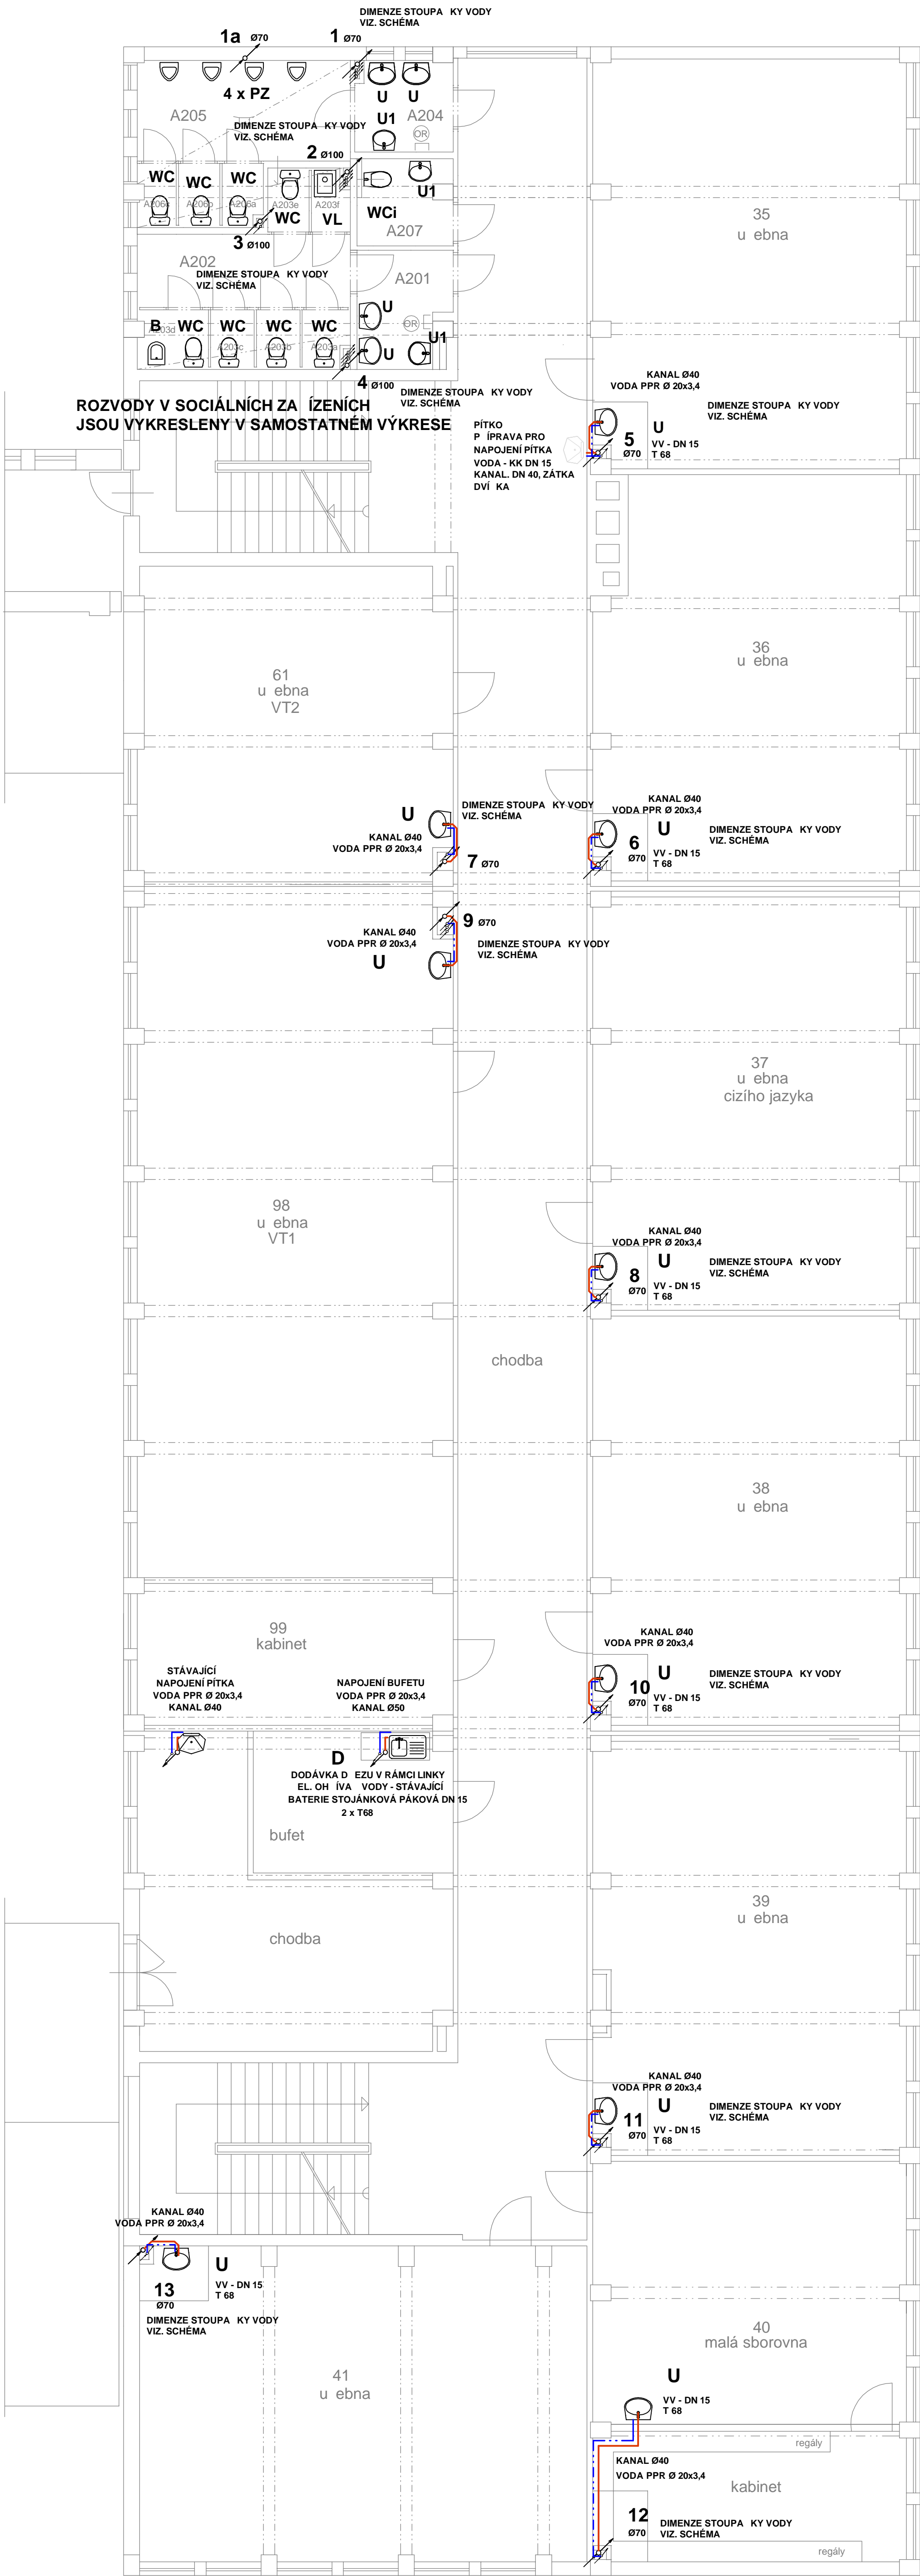 DIMENZE STOUPA KY VODY
VIZ. SCHÉMA
1a Ø70
1 Ø70
4 x PZ
U
U
U1
A204
OR
A205
DIMENZE STOUPA KY VODY
VIZ. SCHÉMA
2 Ø100
WC
WC
WC
A206a
A203e
A203f
WC
VL
U1
WCi
A207
3 Ø100
A202
DIMENZE STOUPA KY VODY
VIZ. SCHÉMA
A201
U
OR
B
A203d
WC
WC
A203c
WC
A203b
WC
A203a
U
U1
4 Ø100
DIMENZE STOUPA KY VODY
VIZ. SCHÉMA
35
u ebna
ROZVODY V SOCIÁLNÍCH ZA ÍZENÍCH
JSOU VYKRESLENY V SAMOSTATNÉM VÝKRESE
PÍTKO
P ÍPRAVA PRO
NAPOJENÍ PÍTKA
VODA - KK DN 15
KANAL. DN 40, ZÁTKA
DVÍ KA
KANAL Ø40
VODA PPR Ø 20x3,4
DIMENZE STOUPA KY VODY
VIZ. SCHÉMA
5
Ø70
U
VV - DN 15
T 68
36
u ebna
61
u ebna
VT2
U
KANAL Ø40
VODA PPR Ø 20x3,4
DIMENZE STOUPA KY VODY
VIZ. SCHÉMA
7 Ø70
KANAL Ø40
VODA PPR Ø 20x3,4
6
Ø70
U
VV - DN 15
T 68
DIMENZE STOUPA KY VODY
VIZ. SCHÉMA
9 Ø70
KANAL Ø40
VODA PPR Ø 20x3,4
U
DIMENZE STOUPA KY VODY
VIZ. SCHÉMA
37
u ebna
cizího jazyka
98
u ebna
VT1
KANAL Ø40
VODA PPR Ø 20x3,4
8
Ø70
U
VV - DN 15
T 68
DIMENZE STOUPA KY VODY
VIZ. SCHÉMA
chodba
38
u ebna
99
kabinet
KANAL Ø40
VODA PPR Ø 20x3,4
10
Ø70
U
VV - DN 15
T 68
DIMENZE STOUPA KY VODY
VIZ. SCHÉMA
STÁVAJÍCÍ
NAPOJENÍ PÍTKA
VODA PPR Ø 20x3,4
KANAL Ø40
NAPOJENÍ BUFETU
VODA PPR Ø 20x3,4
KANAL Ø50
D
DODÁVKA D EZU V RÁMCI LINKY
EL. OH ÍVA VODY - STÁVAJÍCÍ
BATERIE STOJÁNKOVÁ PÁKOVÁ DN 15
2 x T68
bufet
39
u ebna
chodba
KANAL Ø40
VODA PPR Ø 20x3,4
11
Ø70
U
VV - DN 15
T 68
DIMENZE STOUPA KY VODY
VIZ. SCHÉMA
KANAL Ø40
VODA PPR Ø 20x3,4
13
Ø70
U
VV - DN 15
T 68
DIMENZE STOUPA KY VODY
VIZ. SCHÉMA
40
malá sborovna
41
u ebna
U
VV - DN 15
T 68
regály
KANAL Ø40
VODA PPR Ø 20x3,4
kabinet
12
Ø70
DIMENZE STOUPA KY VODY
VIZ. SCHÉMA
regály